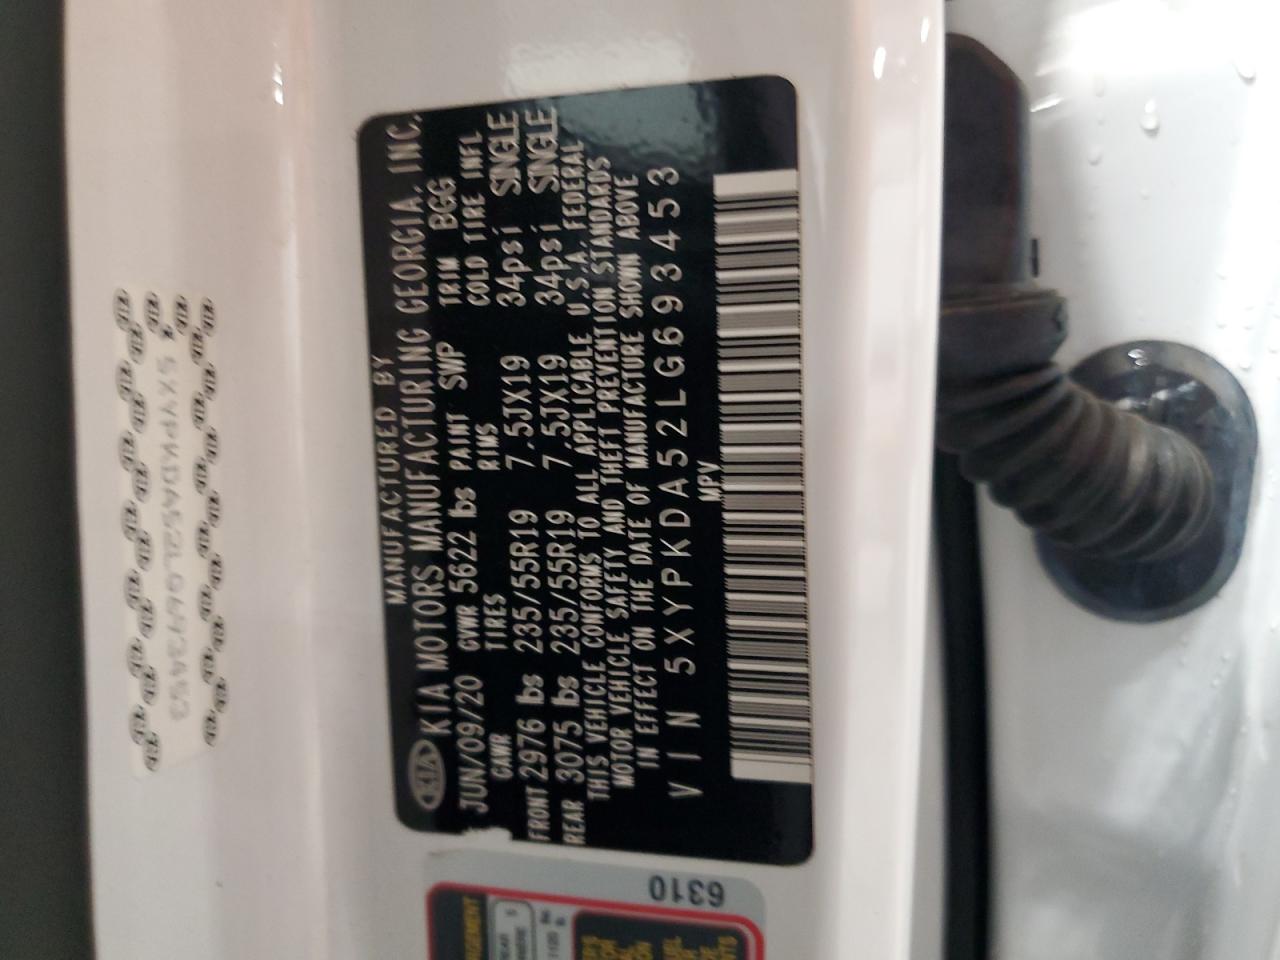 KIA
MANUFACTURED BY
KIA MOTORS MANUFACTURING GEORGIA, INC.
JUN/09/20 GVWR 5622 lbs PAINT SWP TRIM BGG
GAWR TIRES RIMS COLD TIRE INFL
FRONT 2976 lbs 235/55R19 7.5JX19 34psi SINGLE
REAR 3075 lbs 235/55R19 7.5JX19 34psi SINGLE
THIS VEHICLE CONFORMS TO ALL APPLICABLE U.S.A. FEDERAL
MOTOR VEHICLE SAFETY AND THEFT PREVENTION STANDARDS
IN EFFECT ON THE DATE OF MANUFACTURE SHOWN ABOVE
VIN 5XYPKDA52LG693453
MPV
5XYPKDA52LG693453
6310